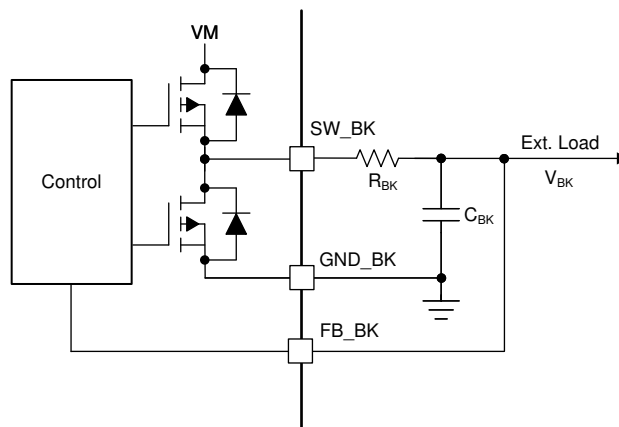 VM
SW_BK
Ext. Load
R_BK
V_BK
Control
C_BK
GND_BK
FB_BK